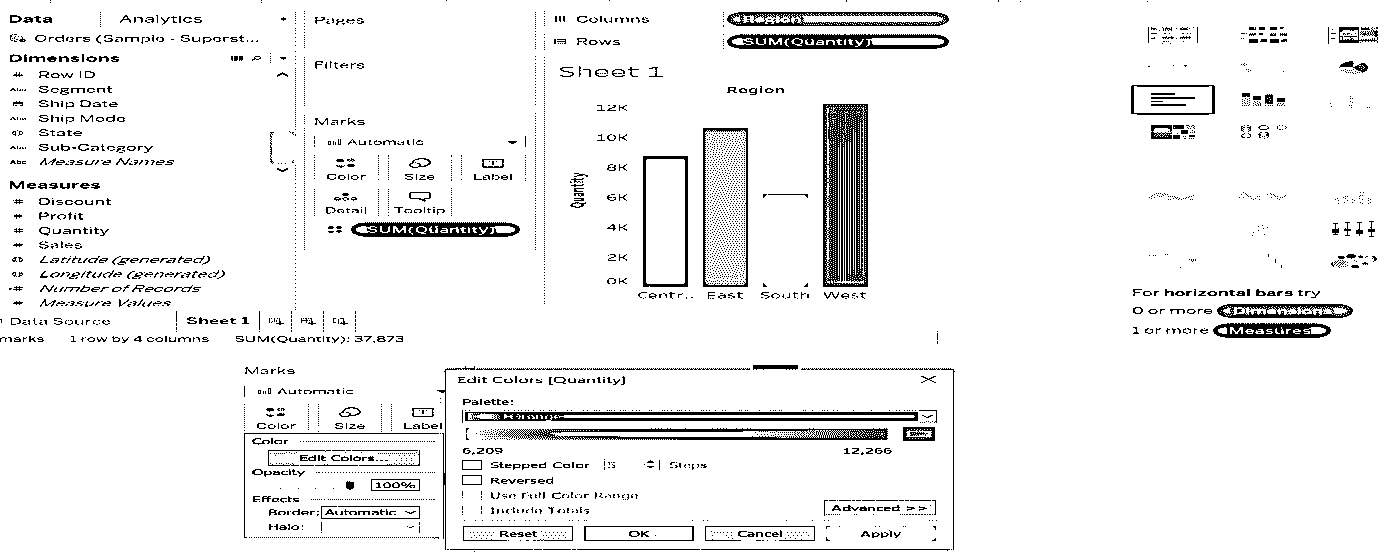 Data Analytics
Orders (Sample - Superst...
Dimensions
Row ID
Segment
Ship Date
Ship Mode
State
Sub-Category
Abc Measure Names
Measures
Discount
Profit
Quantity
Sales
Latitude (generated)
Longitude (generated)
Number of Records
Measure Values
Data Source
Sheet 1
marks 1 row by 4 columns SUM(Quantity): 37,873
Pages
Filters
Marks
Automatic
Color Size Label
Detail Tooltip
SUM(Quantity)
Columns Region
Rows SUM(Quantity)
Sheet 1
Region
12K
10K
8K
6K
4K
2K
0K
Quantity
Centr.. East South West
For horizontal bars try
0 or more Dimensions
1 or more Measures
Marks
Automatic
Color Size Label
Color
Edit Colors...
Opacity
100%
Effects
Border: Automatic
Halo:
Edit Colors [Quantity]
Palette:
6,209 12,266
Stepped Color 5 Steps
Reversed
Use Full Color Range
Include Totals
Advanced >>
Reset OK Cancel Apply